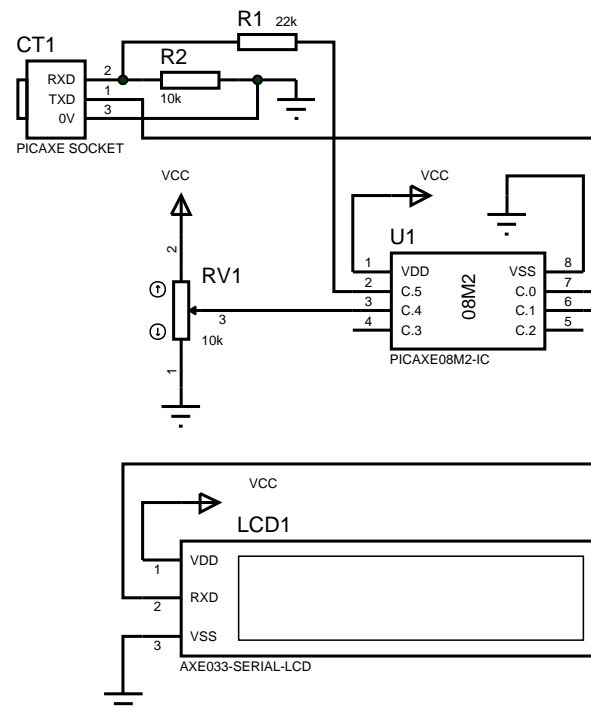 R1 22k
CT1
R2
10k
RXD 2
TXD 1
0V 3
PICAXE SOCKET
VCC
VCC
2
RV1
3
10k
1
U1
1 VDD VSS 8
2 C.5 C.0 7
3 C.4 C.1 6
4 C.3 C.2 5
08M2
PICAXE08M2-IC
VCC
LCD1
1 VDD
2 RXD
3 VSS
AXE033-SERIAL-LCD